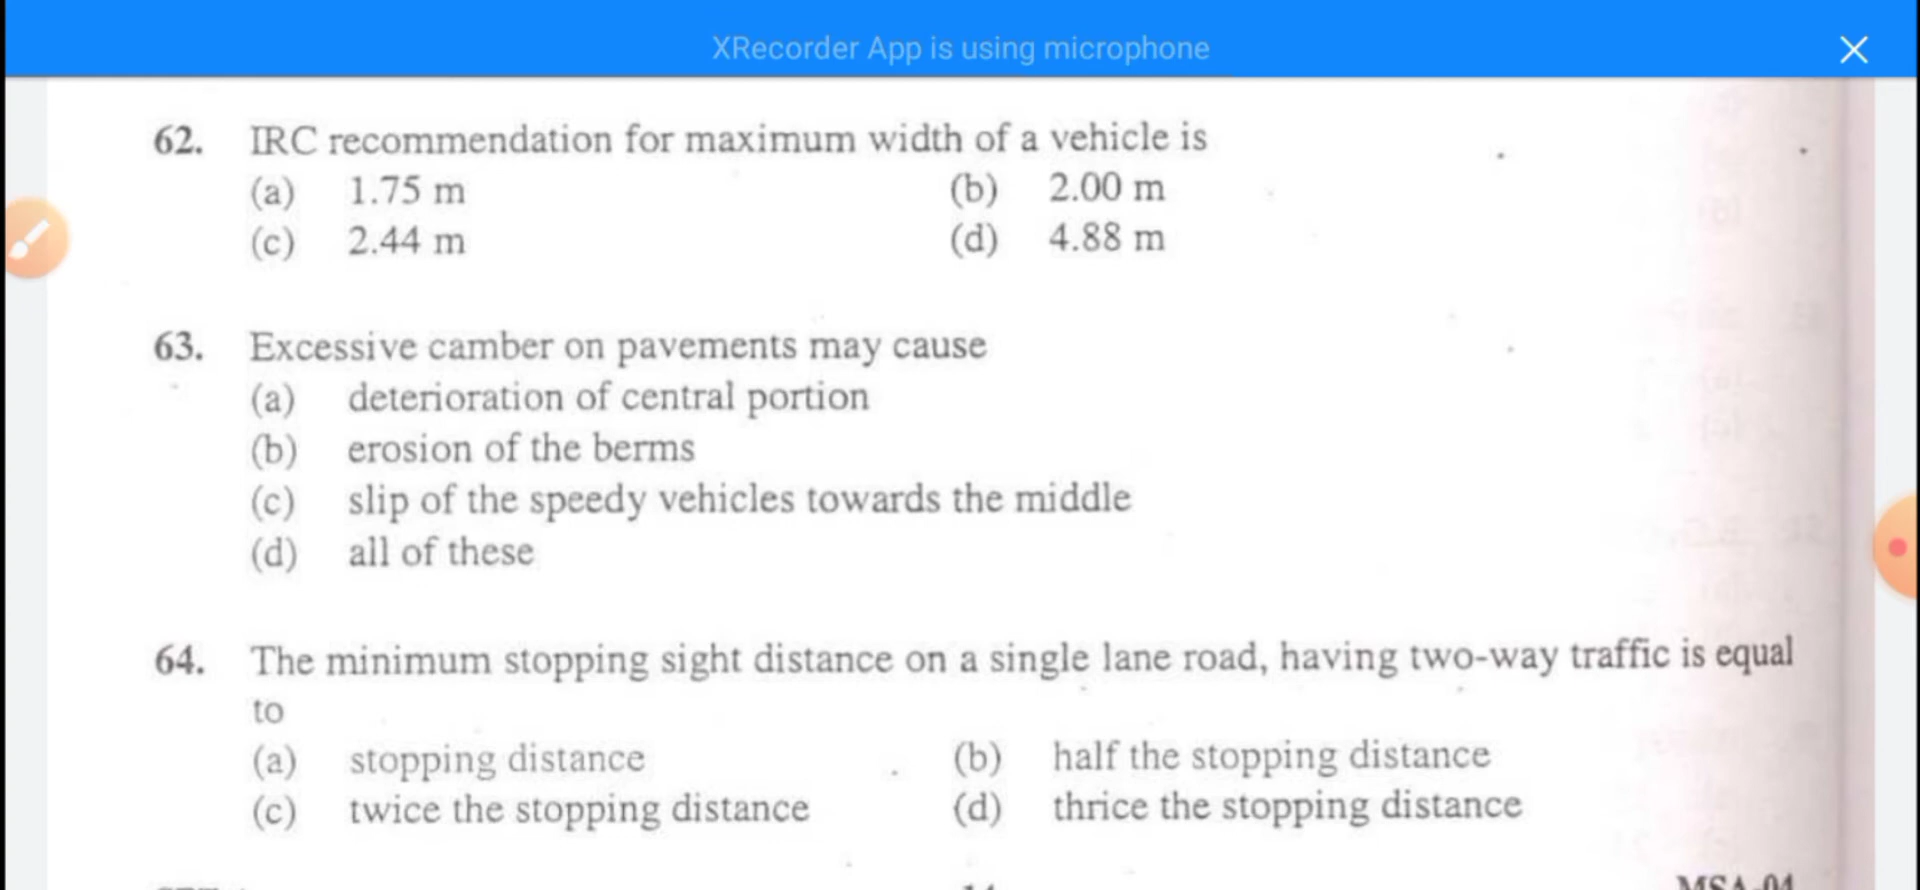 XRecorder App is using microphone
62. IRC recommendation for maximum width of a vehicle is
(a) 1.75 m (b) 2.00 m
(c) 2.44 m (d) 4.88 m
63. Excessive camber on pavements may cause
(a) deterioration of central portion
(b) erosion of the berms
(c) slip of the speedy vehicles towards the middle
(d) all of these
64. The minimum stopping sight distance on a single lane road, having two-way traffic is equal
to
(a) stopping distance (b) half the stopping distance
(c) twice the stopping distance (d) thrice the stopping distance
MSA-04